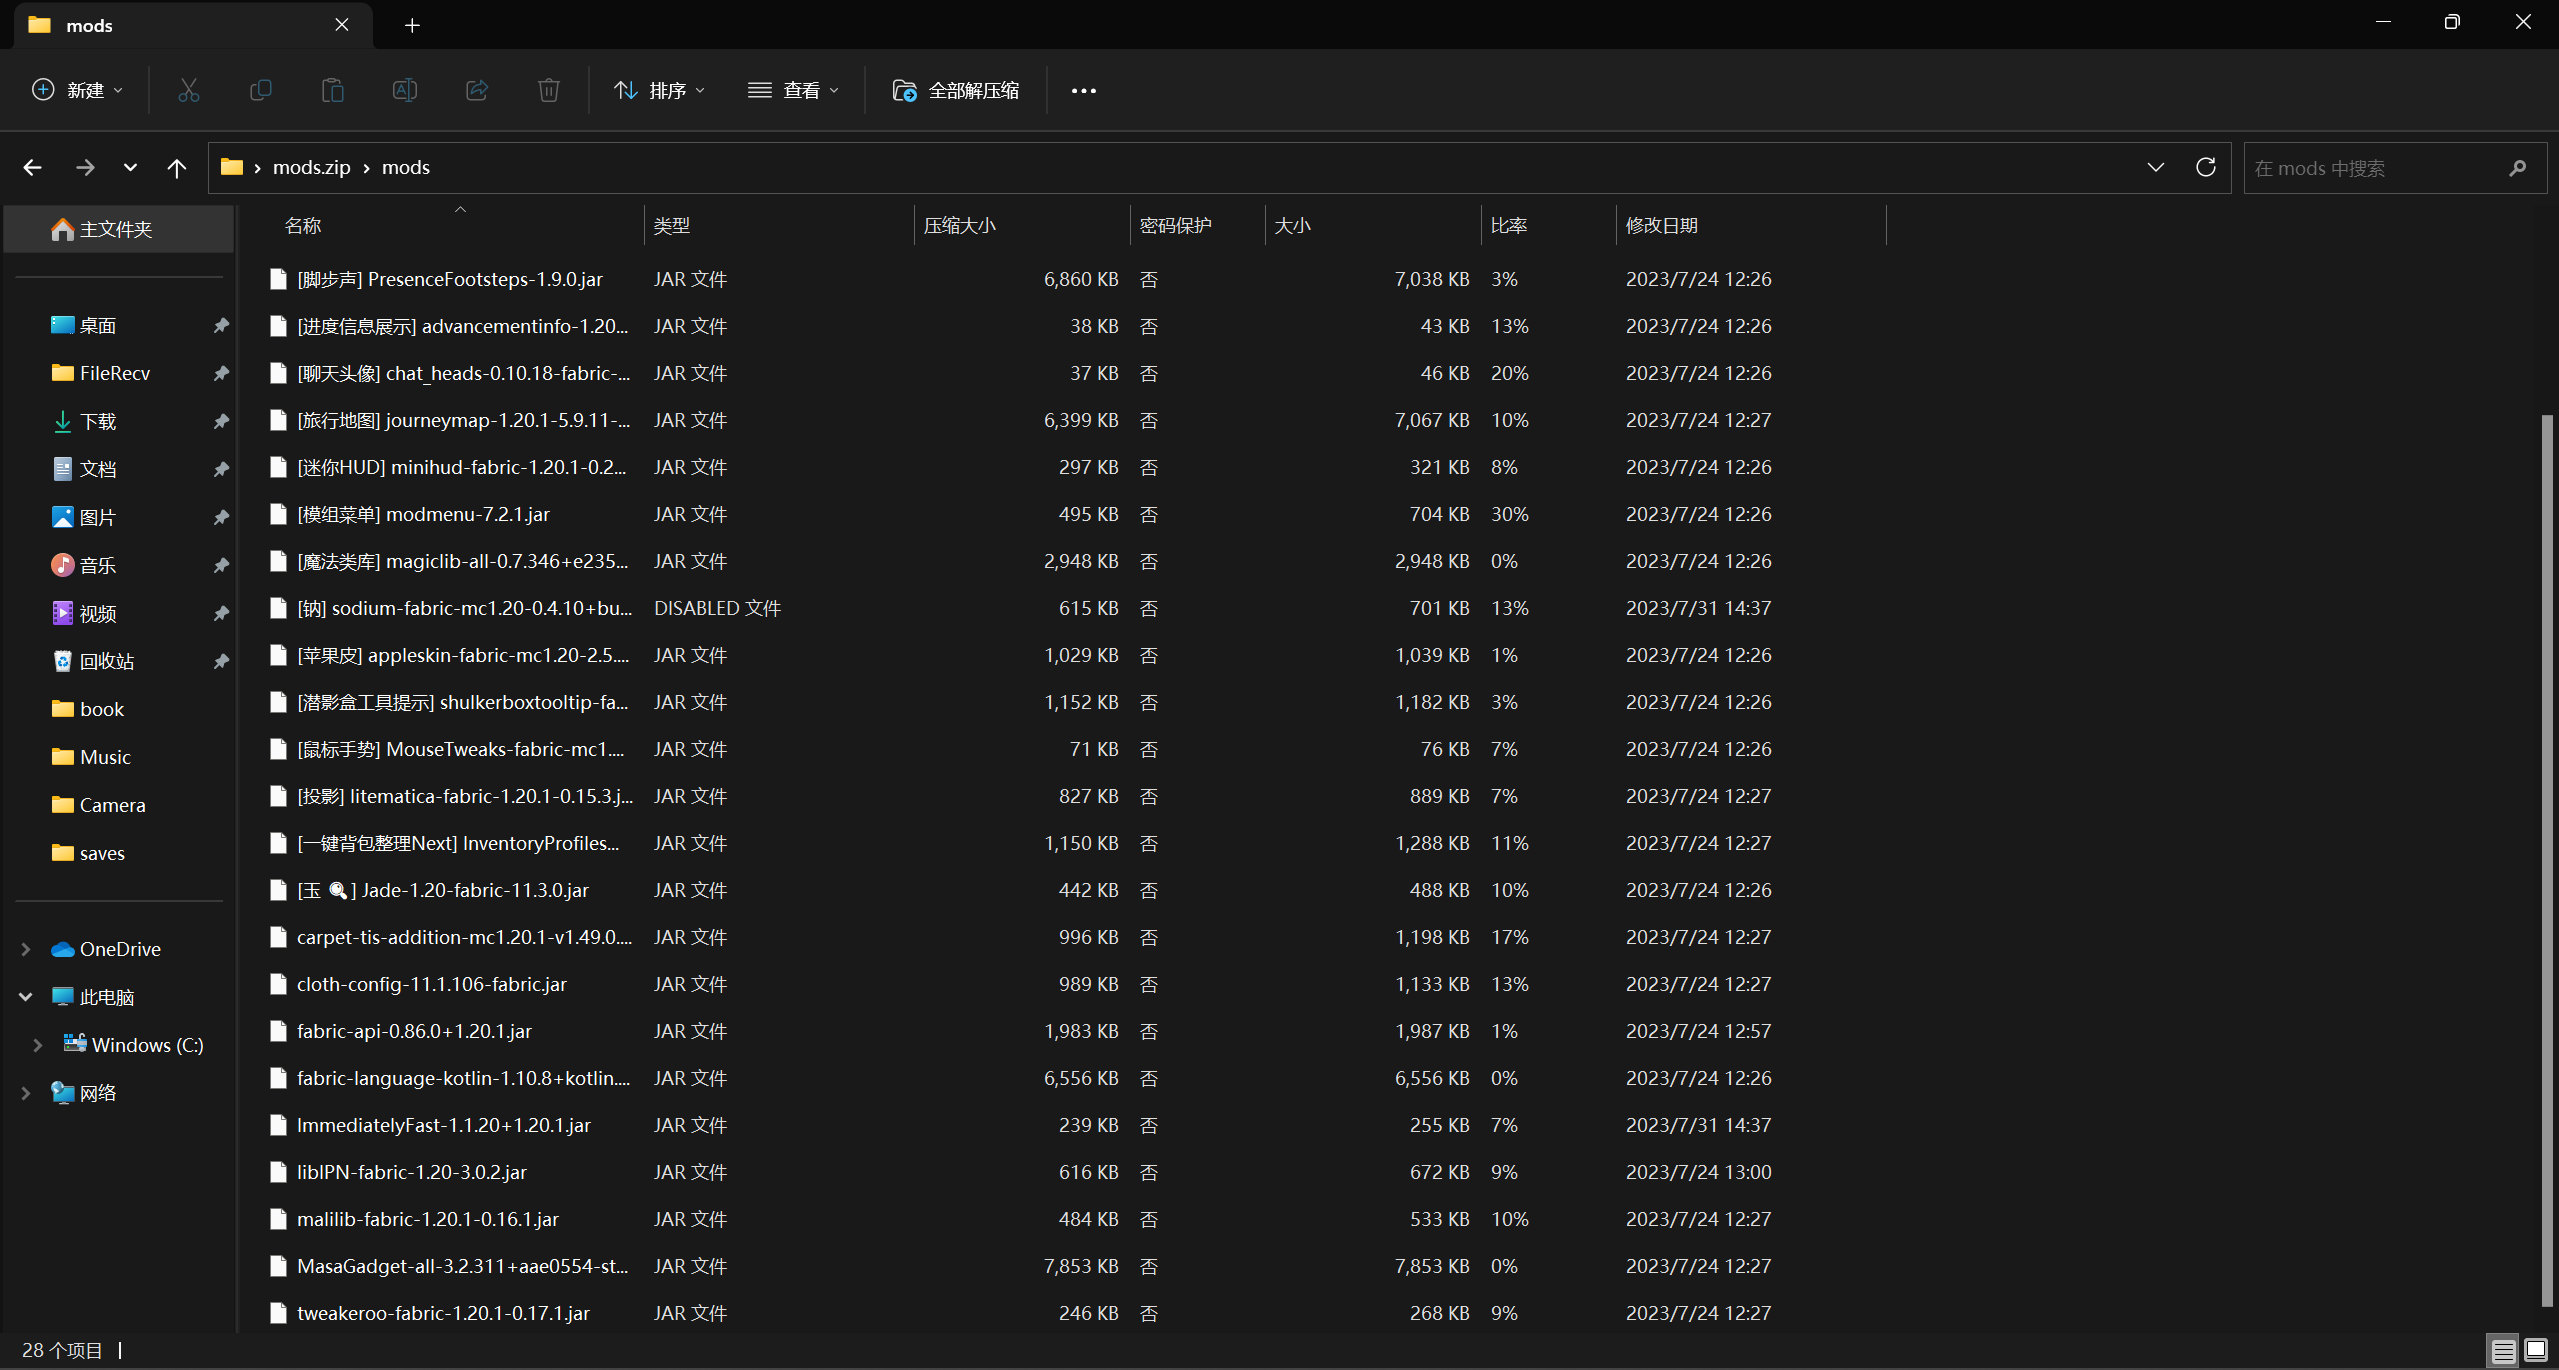 mods
新建
排序
查看
全部解压缩
mods.zip
mods
在 mods 中搜索
主文件夹
桌面
FileRecv
下载
文档
图片
音乐
视频
回收站
book
Music
Camera
saves
OneDrive
此电脑
Windows (C:)
网络
名称 类型 压缩大小 密码保护 大小 比率 修改日期
[脚步声] PresenceFootsteps-1.9.0.jar JAR 文件 6,860 KB 否 7,038 KB 3% 2023/7/24 12:26
[进度信息展示] advancementinfo-1.20... JAR 文件 38 KB 否 43 KB 13% 2023/7/24 12:26
[聊天头像] chat_heads-0.10.18-fabric-... JAR 文件 37 KB 否 46 KB 20% 2023/7/24 12:26
[旅行地图] journeymap-1.20.1-5.9.11-... JAR 文件 6,399 KB 否 7,067 KB 10% 2023/7/24 12:27
[迷你HUD] minihud-fabric-1.20.1-0.2... JAR 文件 297 KB 否 321 KB 8% 2023/7/24 12:26
[模组菜单] modmenu-7.2.1.jar JAR 文件 495 KB 否 704 KB 30% 2023/7/24 12:26
[魔法类库] magiclib-all-0.7.346+e235... JAR 文件 2,948 KB 否 2,948 KB 0% 2023/7/24 12:26
[钠] sodium-fabric-mc1.20-0.4.10+bu... DISABLED 文件 615 KB 否 701 KB 13% 2023/7/31 14:37
[苹果皮] appleskin-fabric-mc1.20-2.5.... JAR 文件 1,029 KB 否 1,039 KB 1% 2023/7/24 12:26
[潜影盒工具提示] shulkerboxtooltip-fa... JAR 文件 1,152 KB 否 1,182 KB 3% 2023/7/24 12:26
[鼠标手势] MouseTweaks-fabric-mc1.... JAR 文件 71 KB 否 76 KB 7% 2023/7/24 12:26
[投影] litematica-fabric-1.20.1-0.15.3.j... JAR 文件 827 KB 否 889 KB 7% 2023/7/24 12:27
[一键背包整理Next] InventoryProfiles... JAR 文件 1,150 KB 否 1,288 KB 11% 2023/7/24 12:27
[玉 🔍] Jade-1.20-fabric-11.3.0.jar JAR 文件 442 KB 否 488 KB 10% 2023/7/24 12:26
carpet-tis-addition-mc1.20.1-v1.49.0.... JAR 文件 996 KB 否 1,198 KB 17% 2023/7/24 12:27
cloth-config-11.1.106-fabric.jar JAR 文件 989 KB 否 1,133 KB 13% 2023/7/24 12:27
fabric-api-0.86.0+1.20.1.jar JAR 文件 1,983 KB 否 1,987 KB 1% 2023/7/24 12:57
fabric-language-kotlin-1.10.8+kotlin.... JAR 文件 6,556 KB 否 6,556 KB 0% 2023/7/24 12:26
ImmediatelyFast-1.1.20+1.20.1.jar JAR 文件 239 KB 否 255 KB 7% 2023/7/31 14:37
libIPN-fabric-1.20-3.0.2.jar JAR 文件 616 KB 否 672 KB 9% 2023/7/24 13:00
malilib-fabric-1.20.1-0.16.1.jar JAR 文件 484 KB 否 533 KB 10% 2023/7/24 12:27
MasaGadget-all-3.2.311+aae0554-st... JAR 文件 7,853 KB 否 7,853 KB 0% 2023/7/24 12:27
tweakeroo-fabric-1.20.1-0.17.1.jar JAR 文件 246 KB 否 268 KB 9% 2023/7/24 12:27
28 个项目